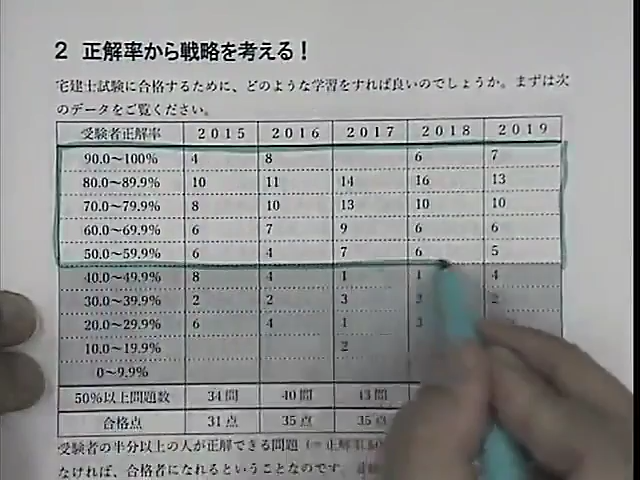 2 正解率から戦略を考える！
宅建士試験に合格するために、どのような学習をすれば良いのでしょうか。まずは次
のデータをご覧ください。
受験者正解率 2015 2016 2017 2018 2019
90.0～100% 4 8 6 7
80.0～89.9% 10 11 14 16 13
70.0～79.9% 8 10 13 10 10
60.0～69.9% 6 7 9 6 6
50.0～59.9% 6 4 7 6 5
40.0～49.9% 8 4 1 1 4
30.0～39.9% 2 2 3 2 2
20.0～29.9% 6 4 1 3
10.0～19.9% 2
0～9.9%
50%以上問題数 34問 40問 43問
合格点 31点 35点 35点
受験者の半分以上の人が正解できる問題
なければ、合格者になれるということなのです。